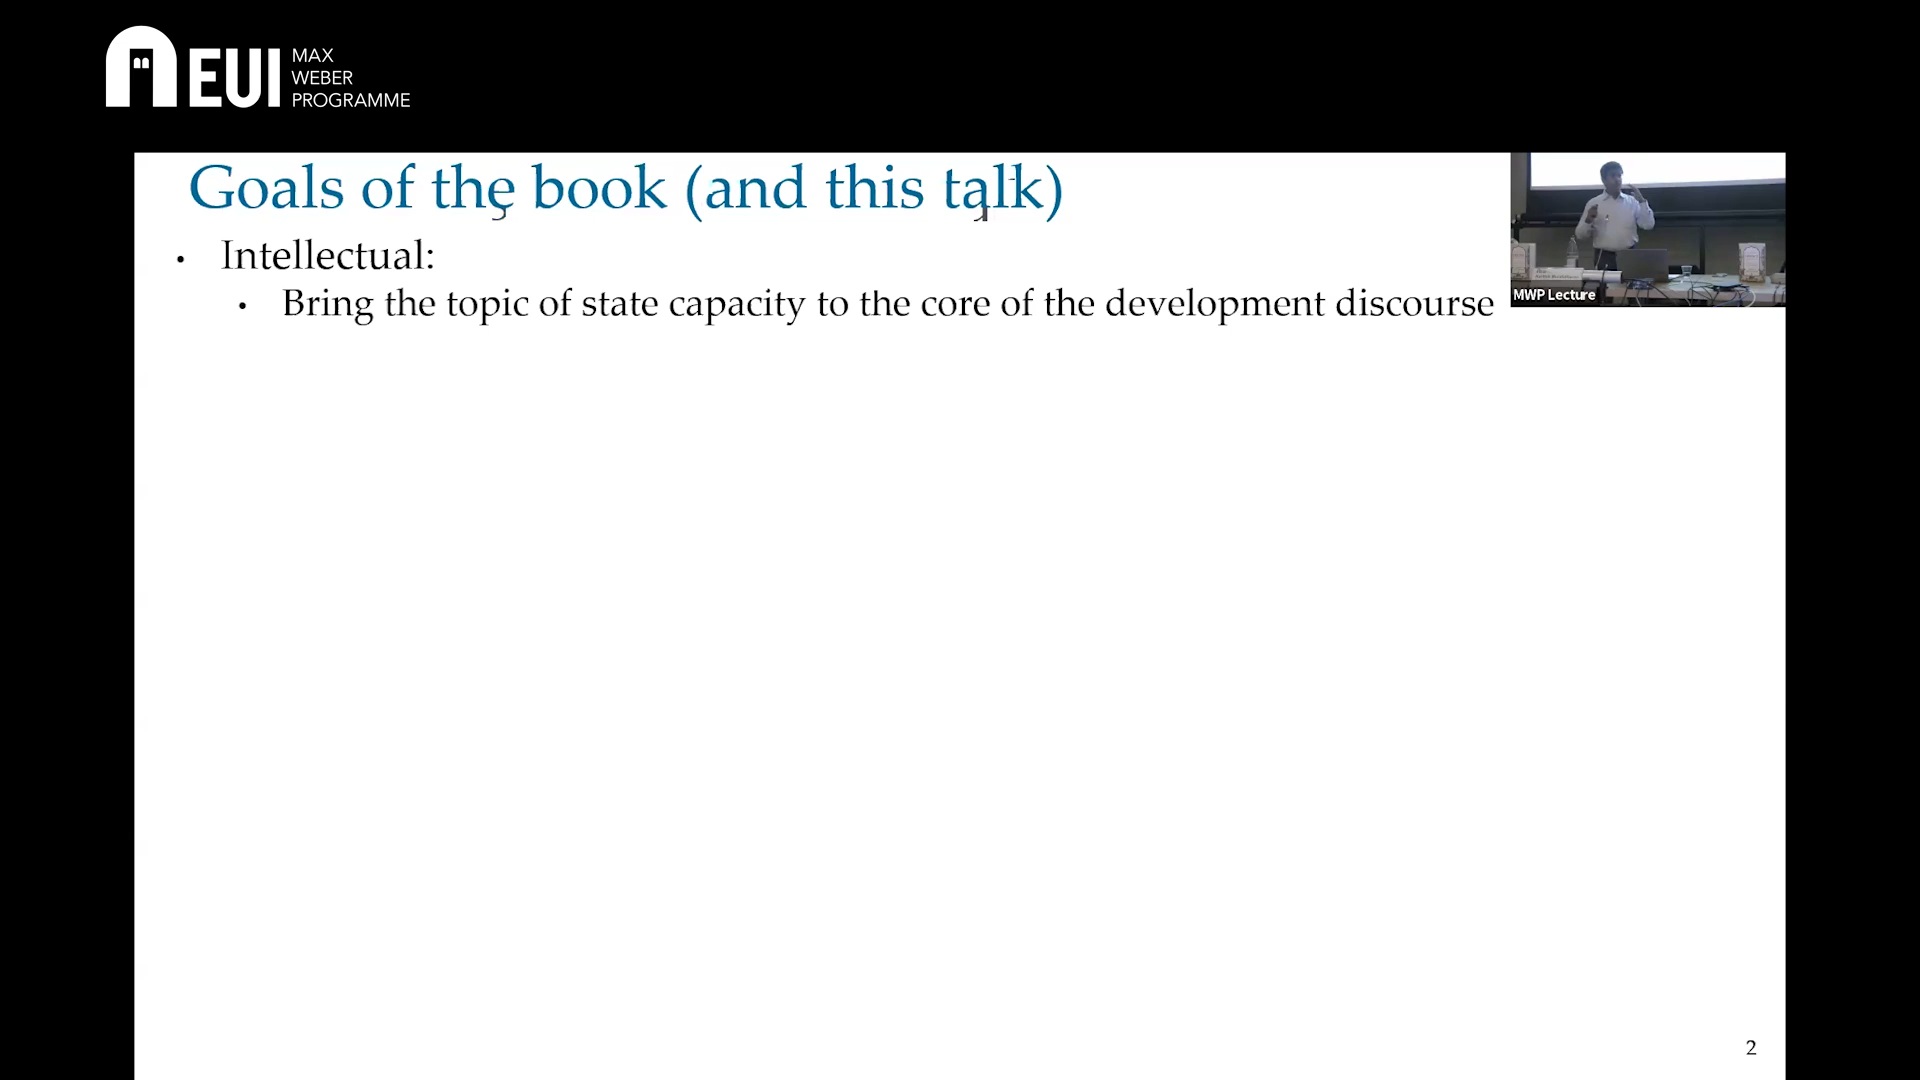 EUI
MAX
WEBER
PROGRAMME
Goals of the book (and this talk)
• Intellectual:
• Bring the topic of state capacity to the core of the development discourse
MWP Lecture
2